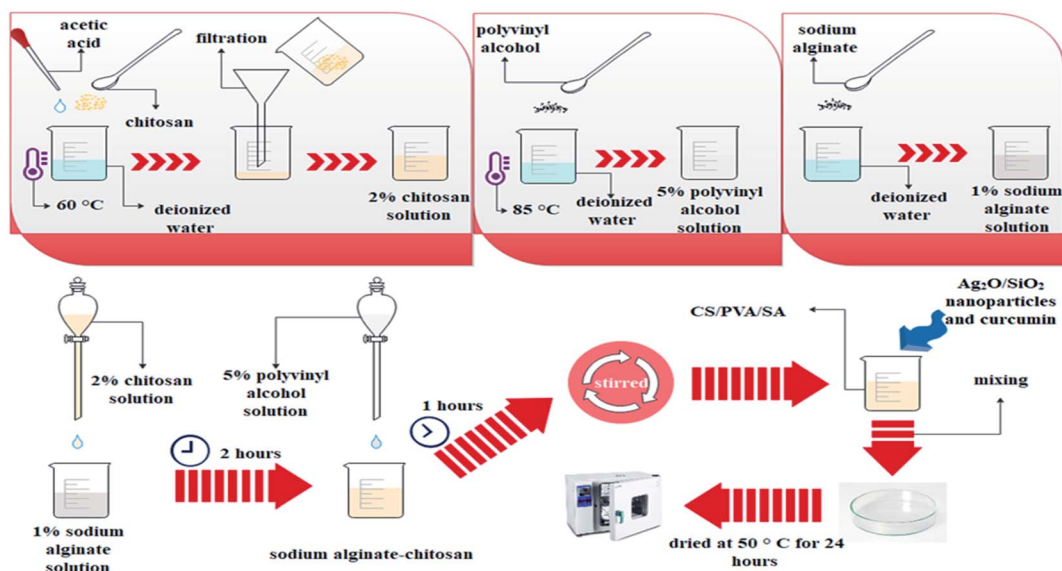 acetic
acid
filtration
chitosan
60 °C
deionized
water
2% chitosan
solution
polyvinyl
alcohol
85 °C
deionized
water
5% polyvinyl
alcohol
solution
sodium
alginate
deionized
water
1% sodium
alginate
solution
2% chitosan
solution
1% sodium
alginate
solution
2 hours
5% polyvinyl
alcohol
solution
sodium alginate-chitosan
1 hours
stirred
CS/PVA/SA
Ag₂O/SiO₂
nanoparticles
and curcumin
mixing
dried at 50 ° C for 24
hours